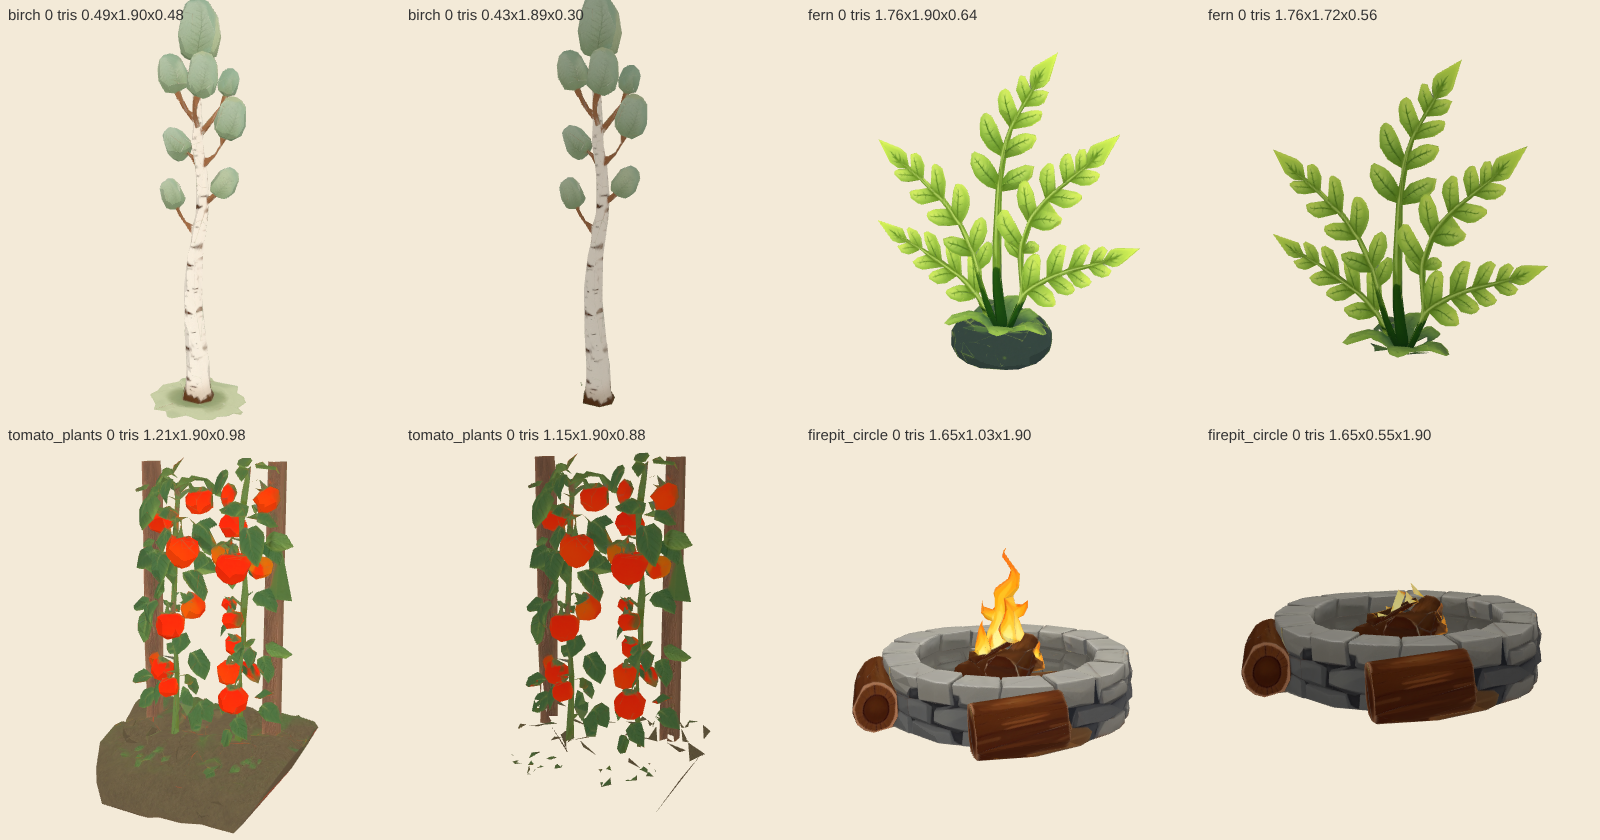 birch 0 tris 0.49x1.90x0.48
birch 0 tris 0.43x1.89x0.30
fern 0 tris 1.76x1.90x0.64
fern 0 tris 1.76x1.72x0.56
tomato_plants 0 tris 1.21x1.90x0.98
tomato_plants 0 tris 1.15x1.90x0.88
firepit_circle 0 tris 1.65x1.03x1.90
firepit_circle 0 tris 1.65x0.55x1.90